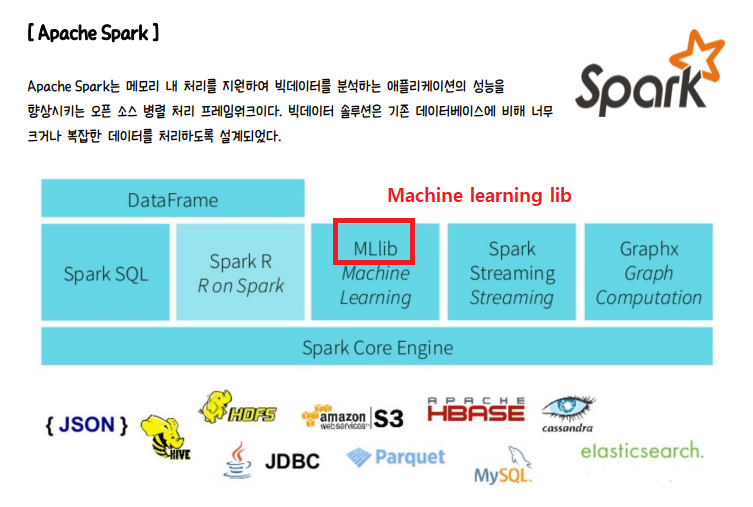 [ Apache Spark ]
Spark
Apache Spark는 메모리 내 처리를 지원하여 빅데이터를 분석하는 애플리케이션의 성능을
향상시키는 오픈 소스 병렬 처리 프레임워크이다. 빅데이터 솔루션은 기존 데이터베이스에 비해 너무
크거나 복잡한 데이터를 처리하도록 설계되었다.
Machine learning lib
DataFrame
Spark SQL
Spark R
R on Spark
MLlib
Machine
Learning
Spark
Streaming
Streaming
Graphx
Graph
Computation
Spark Core Engine
{ JSON }
HIVE
HDFS
JDBC
amazon
webservices™
S3
Parquet
APACHE
HBASE
MySQL
cassandra
elasticsearch.